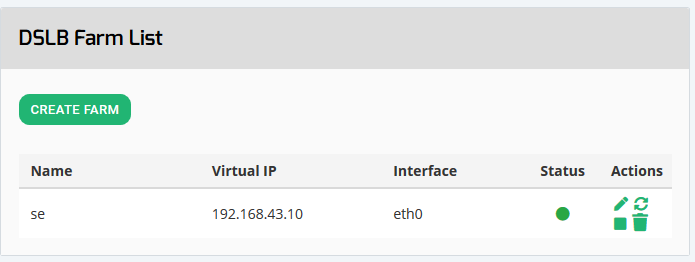 DSLB Farm List
CREATE FARM
Name Virtual IP Interface Status Actions
se 192.168.43.10 eth0